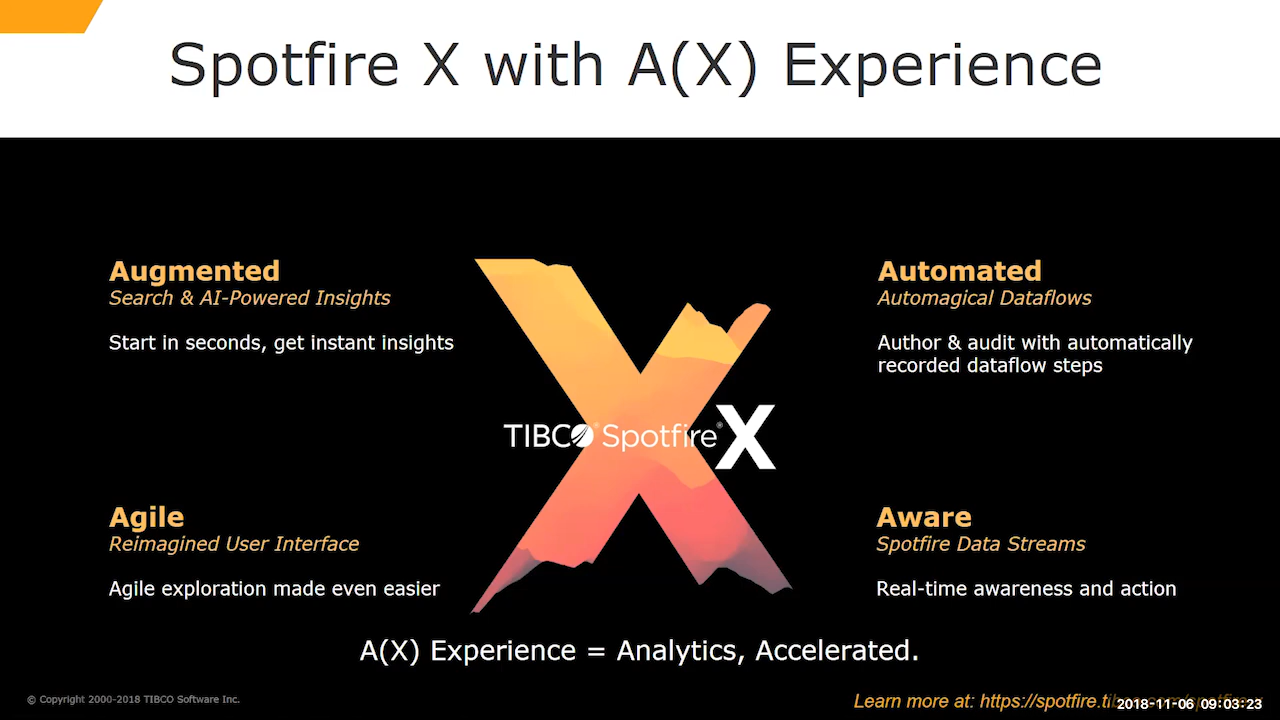 Spotfire X with A(X) Experience
Augmented
Search & AI-Powered Insights
Start in seconds, get instant insights
Automated
Automagical Dataflows
Author & audit with automatically
recorded dataflow steps
TIBCO® Spotfire® X
Agile
Reimagined User Interface
Agile exploration made even easier
Aware
Spotfire Data Streams
Real-time awareness and action
A(X) Experience = Analytics, Accelerated.
© Copyright 2000-2018 TIBCO Software Inc.
Learn more at: https://spotfire.tibco.com/spotfire-x
2018-11-06 09:03:23